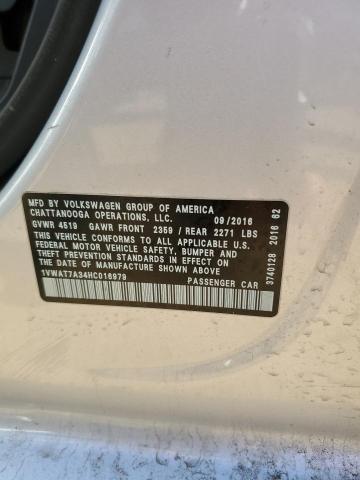 MFD BY VOLKSWAGEN GROUP OF AMERICA
CHATTANOOGA OPERATIONS, LLC. 09/2016
GVWR 4519 GAWR FRONT 2359 / REAR 2271 LBS
THIS VEHICLE CONFORMS TO ALL APPLICABLE U.S.
FEDERAL MOTOR VEHICLE SAFETY, BUMPER AND
THEFT PREVENTION STANDARDS IN EFFECT ON
THE DATE OF MANUFACTURE SHOWN ABOVE.
1VWAT7A34HC016979 PASSENGER CAR
3740128 2016 62